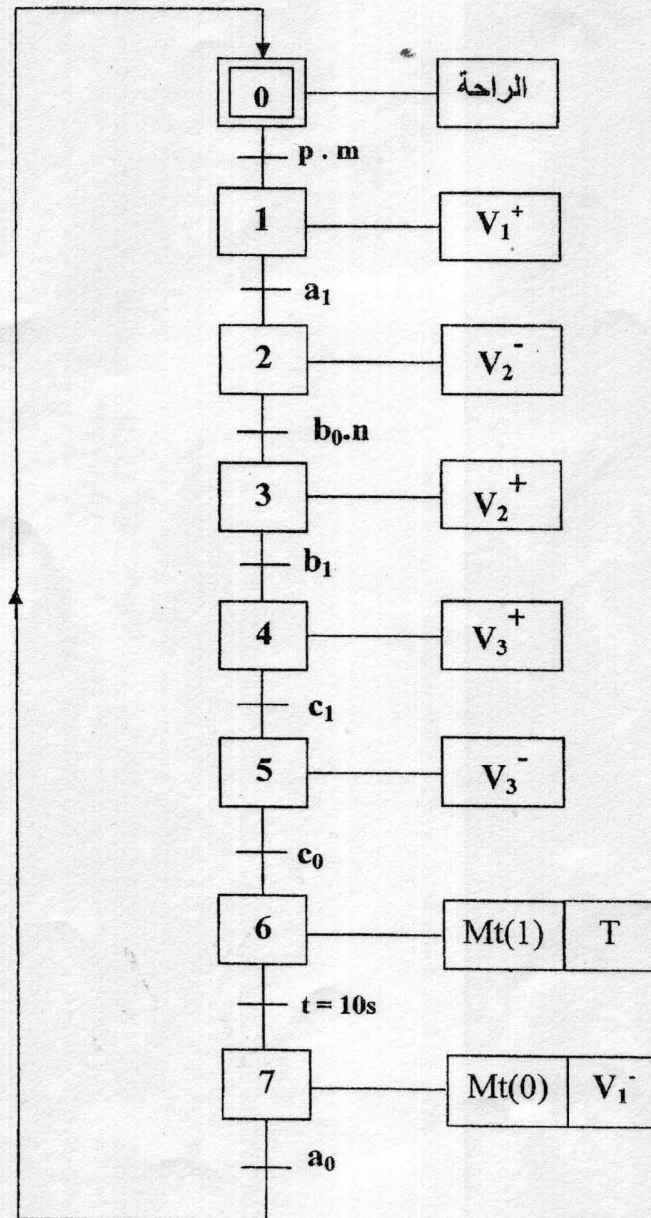 0 الراحة
p . m
1 V₁⁺
a₁
2 V₂⁻
b₀.n
3 V₂⁺
b₁
4 V₃⁺
c₁
5 V₃⁻
c₀
6 Mt(1) T
t = 10s
7 Mt(0) V₁⁻
a₀